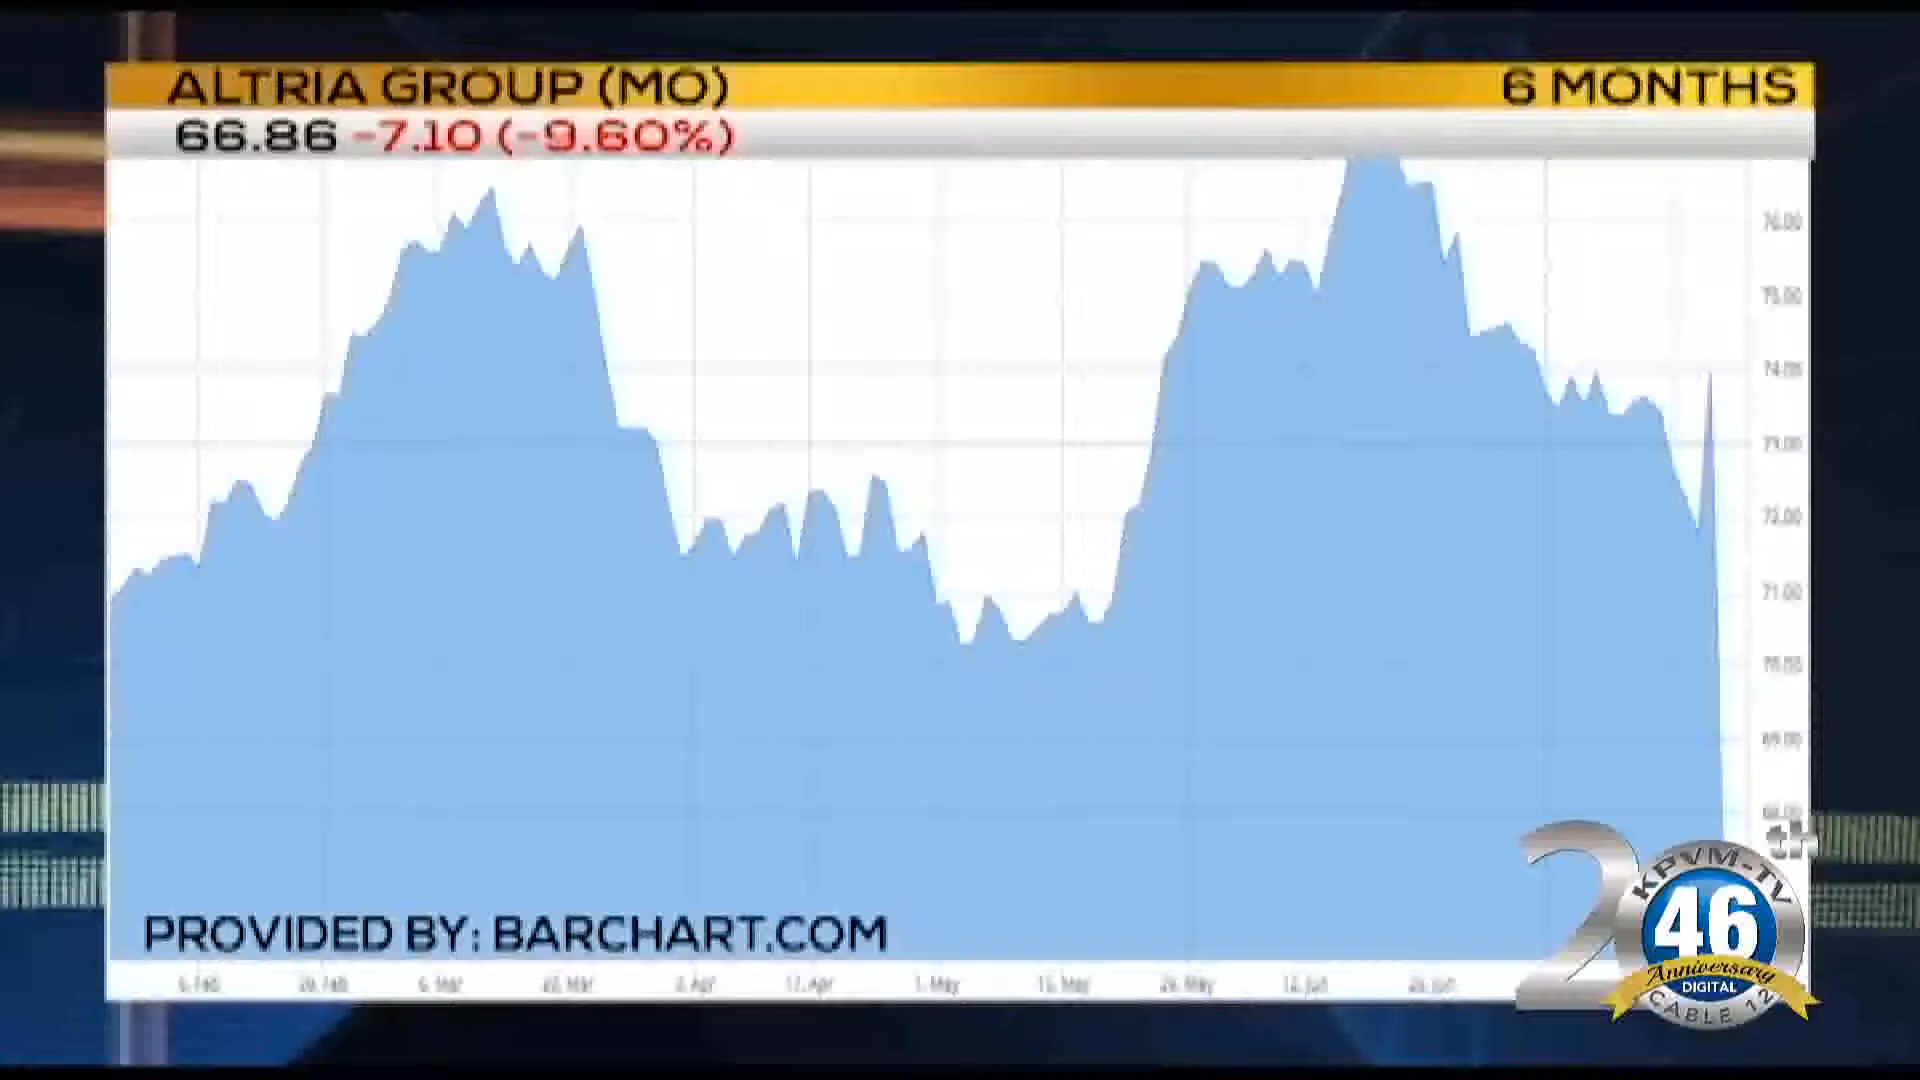 ALTRIA GROUP (MO)
6 MONTHS
66.86 -7.10 (-9.60%)
76.00
75.00
74.00
73.00
72.00
71.00
70.00
69.00
68.00
PROVIDED BY: BARCHART.COM
6. Feb
20. Feb
6. Mar
20. Mar
3. Apr
17. Apr
1. May
15. May
12. Jun
26. Jun
20th
KPVM-TV
46
Anniversary
DIGITAL
CABLE 12